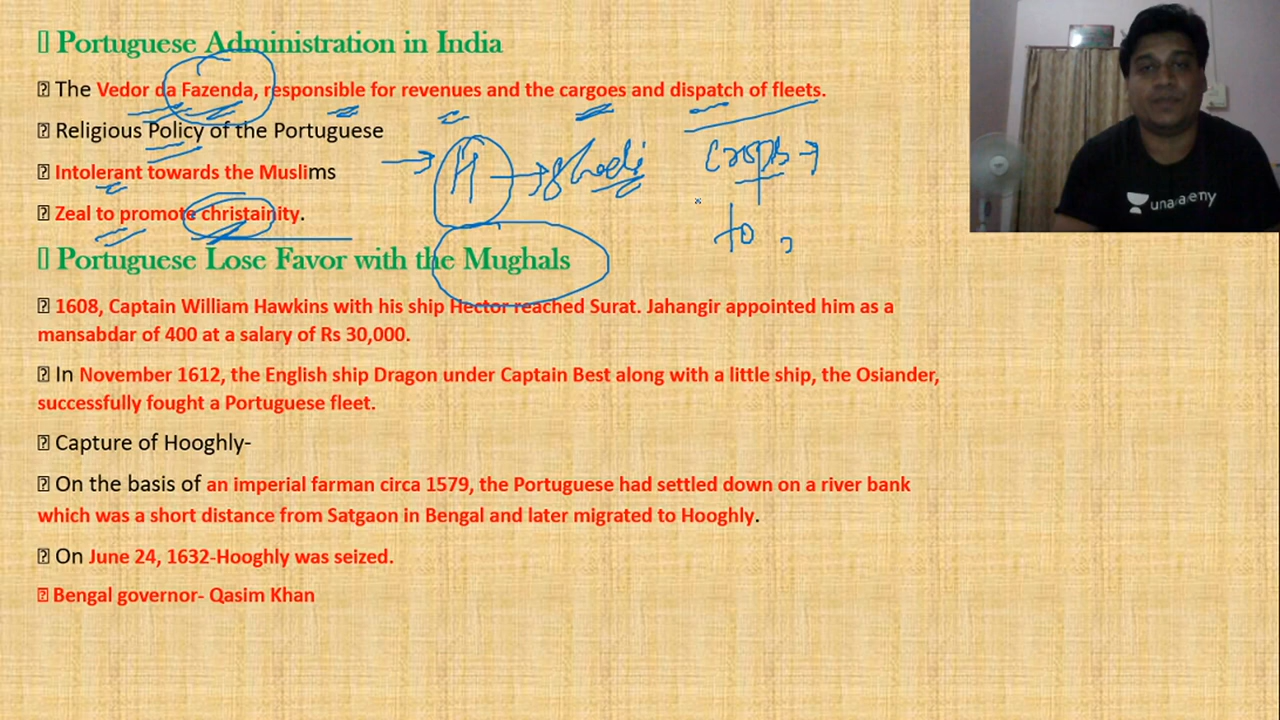 Portuguese Administration in India
The Vedor da Fazenda, responsible for revenues and the cargoes and dispatch of fleets.
Religious Policy of the Portuguese
Intolerant towards the Muslims
H
to
Zeal to promote christainity.
Portuguese Lose Favor with the Mughals
1608, Captain William Hawkins with his ship Hector reached Surat. Jahangir appointed him as a
mansabdar of 400 at a salary of Rs 30,000.
In November 1612, the English ship Dragon under Captain Best along with a little ship, the Osiander,
successfully fought a Portuguese fleet.
Capture of Hooghly-
On the basis of an imperial farman circa 1579, the Portuguese had settled down on a river bank
which was a short distance from Satgaon in Bengal and later migrated to Hooghly.
On June 24, 1632-Hooghly was seized.
Bengal governor- Qasim Khan
unacademy